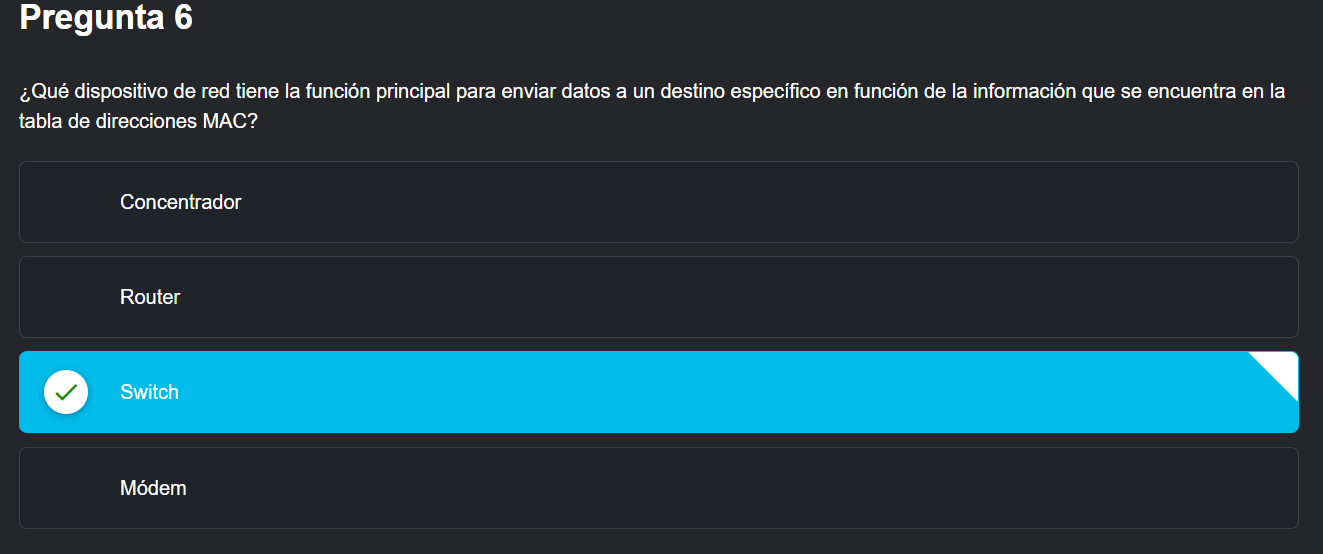 Pregunta 6
¿Qué dispositivo de red tiene la función principal para enviar datos a un destino específico en función de la información que se encuentra en la
tabla de direcciones MAC?
Concentrador
Router
Switch
Módem